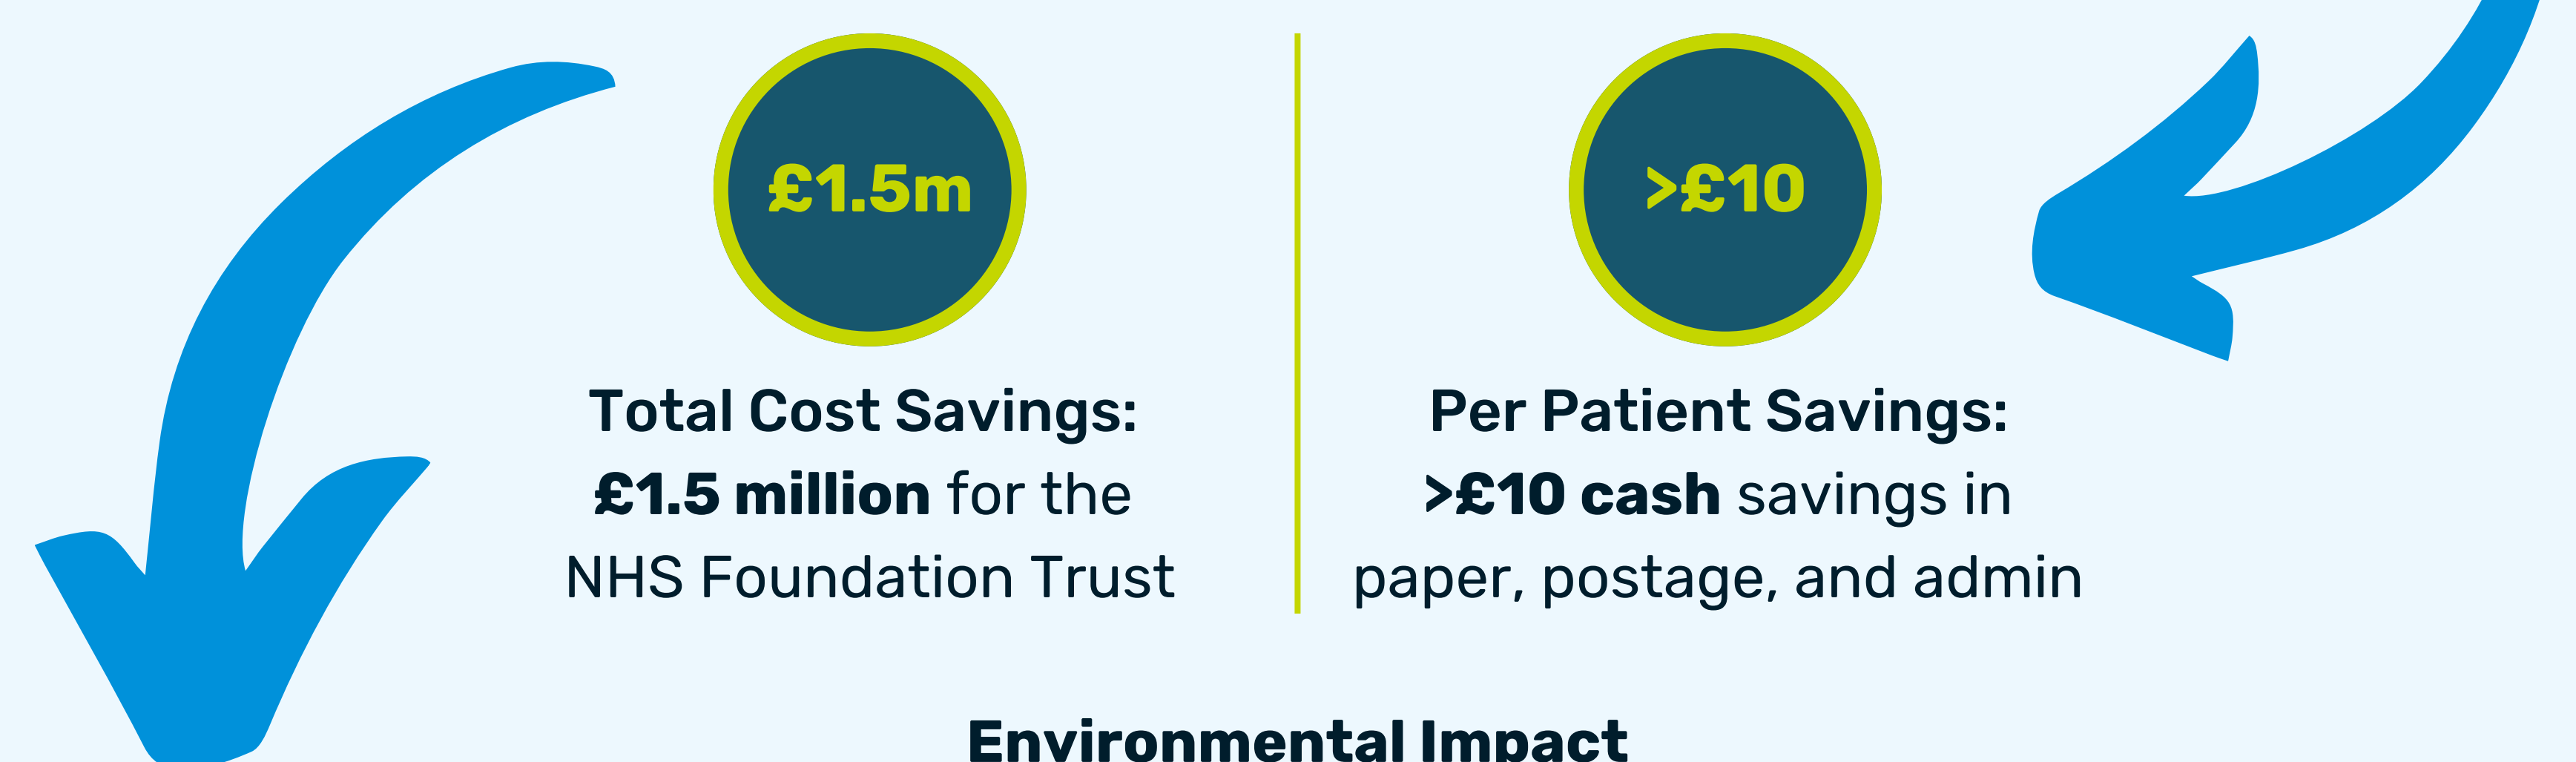 £1.5m
Total Cost Savings:
£1.5 million for the
NHS Foundation Trust
>£10
Per Patient Savings:
>£10 cash savings in
paper, postage, and admin
Environmental Impact